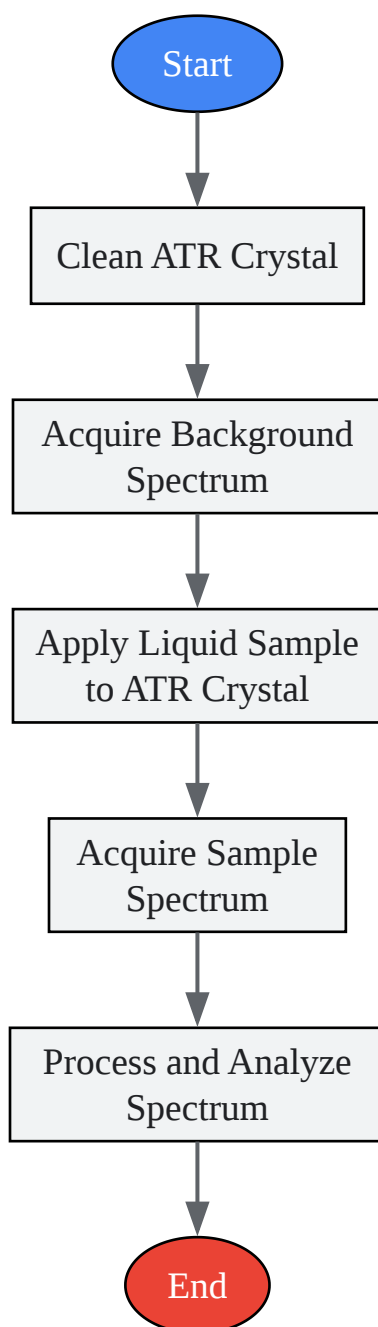 Start
Clean ATR Crystal
Acquire Background
Spectrum
Apply Liquid Sample
to ATR Crystal
Acquire Sample
Spectrum
Process and Analyze
Spectrum
End